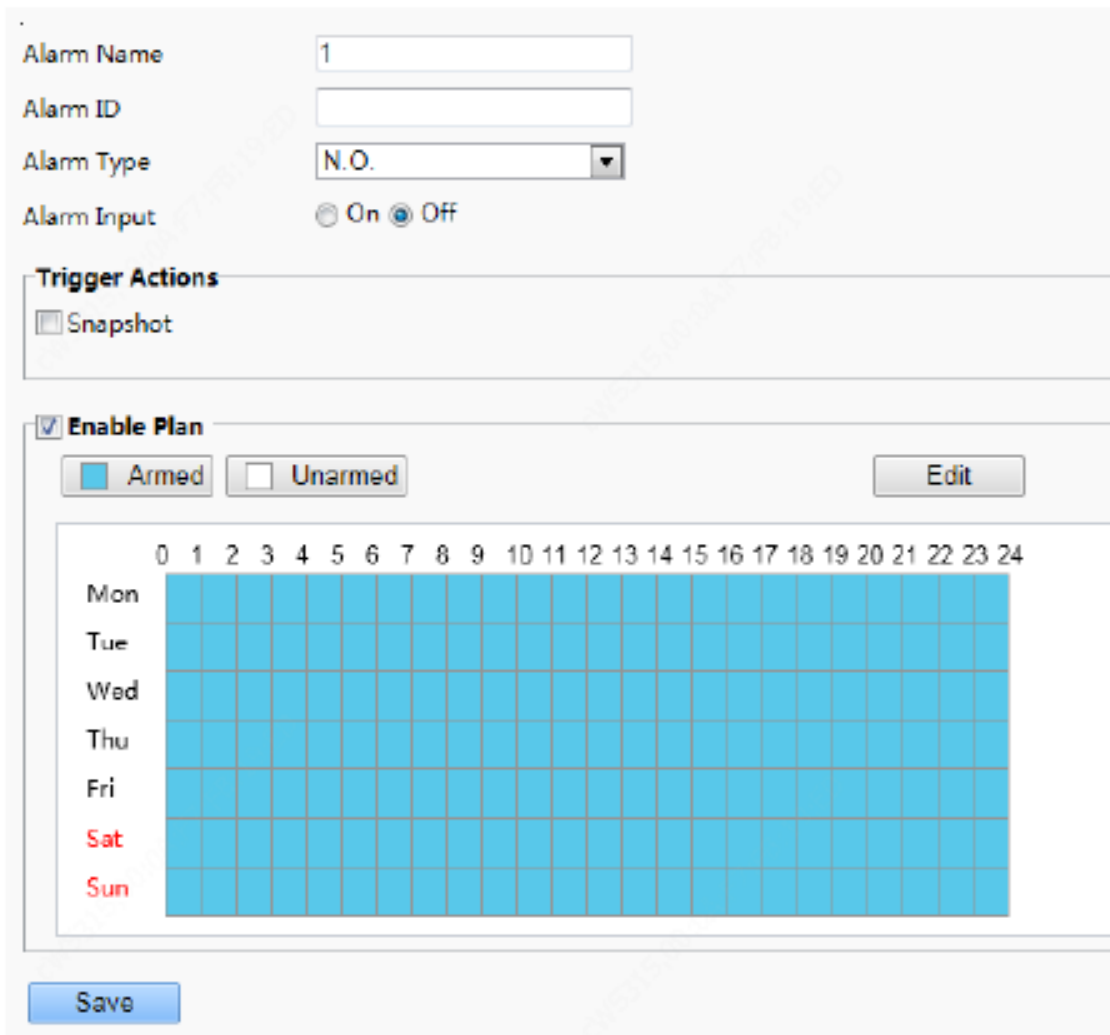 .
Alarm Name 1
Alarm ID
Alarm Type N.O.
Alarm Input On Off
Trigger Actions
Snapshot
Enable Plan
Armed Unarmed Edit
0 1 2 3 4 5 6 7 8 9 10 11 12 13 14 15 16 17 18 19 20 21 22 23 24
Mon
Tue
Wed
Thu
Fri
Sat
Sun
Save